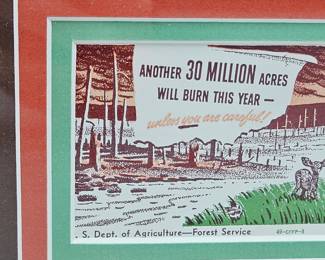 ANOTHER 30 MILLION ACRES
WILL BURN THIS YEAR —
unless you are careful!
S. Dept. of Agriculture—Forest Service